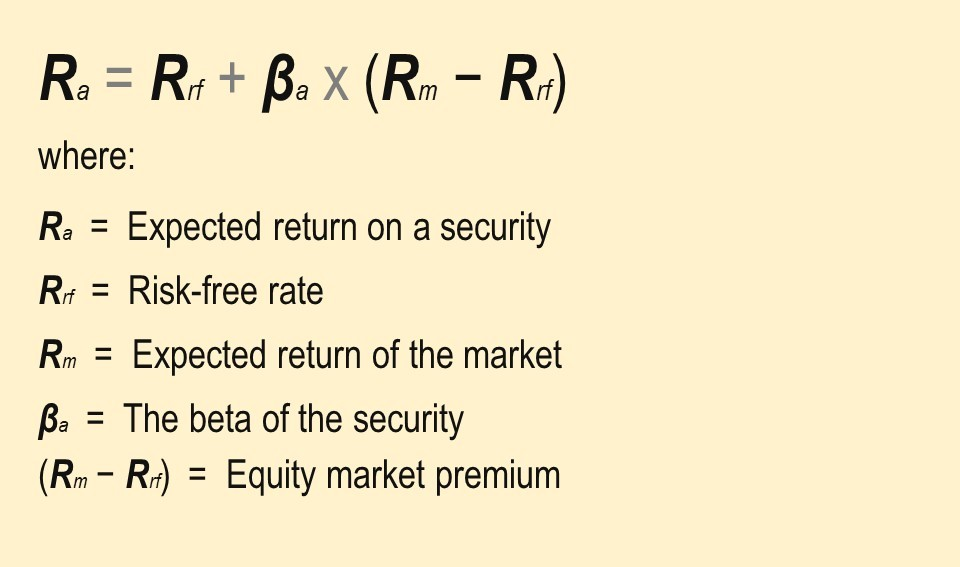 Ra = Rrf + βa x (Rm − Rrf)
where:
Ra = Expected return on a security
Rrf = Risk-free rate
Rm = Expected return of the market
βa = The beta of the security
(Rm − Rrf) = Equity market premium